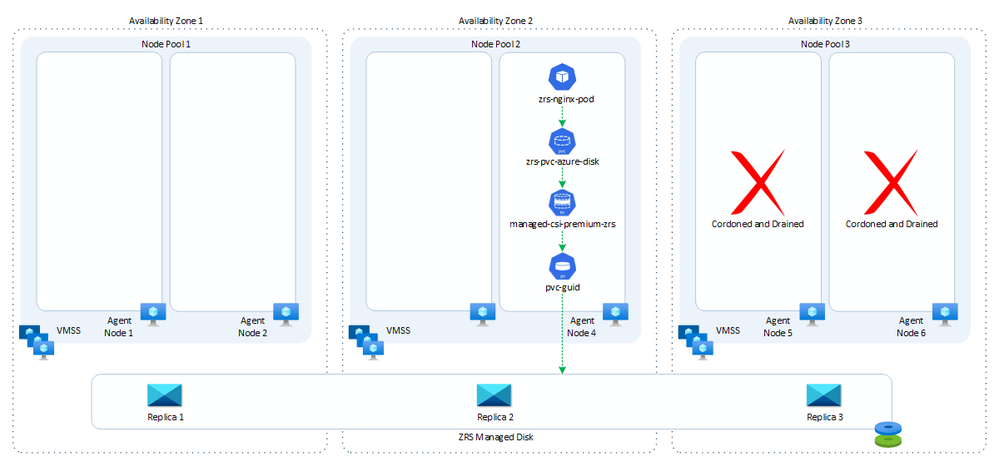 Availability Zone 1
Availability Zone 2
Availability Zone 3
Node Pool 1
Node Pool 2
Node Pool 3
zrs-nginx-pod
pvc
zrs-pvc-azure-disk
managed-csi-premium-zrs
Cordoned and Drained
Cordoned and Drained
pv
pvc-guid
VMSS
Agent
Node 1
Agent
Node 2
VMSS
Agent
Node 4
VMSS
Agent
Node 5
Agent
Node 6
Replica 1
Replica 2
Replica 3
ZRS Managed Disk